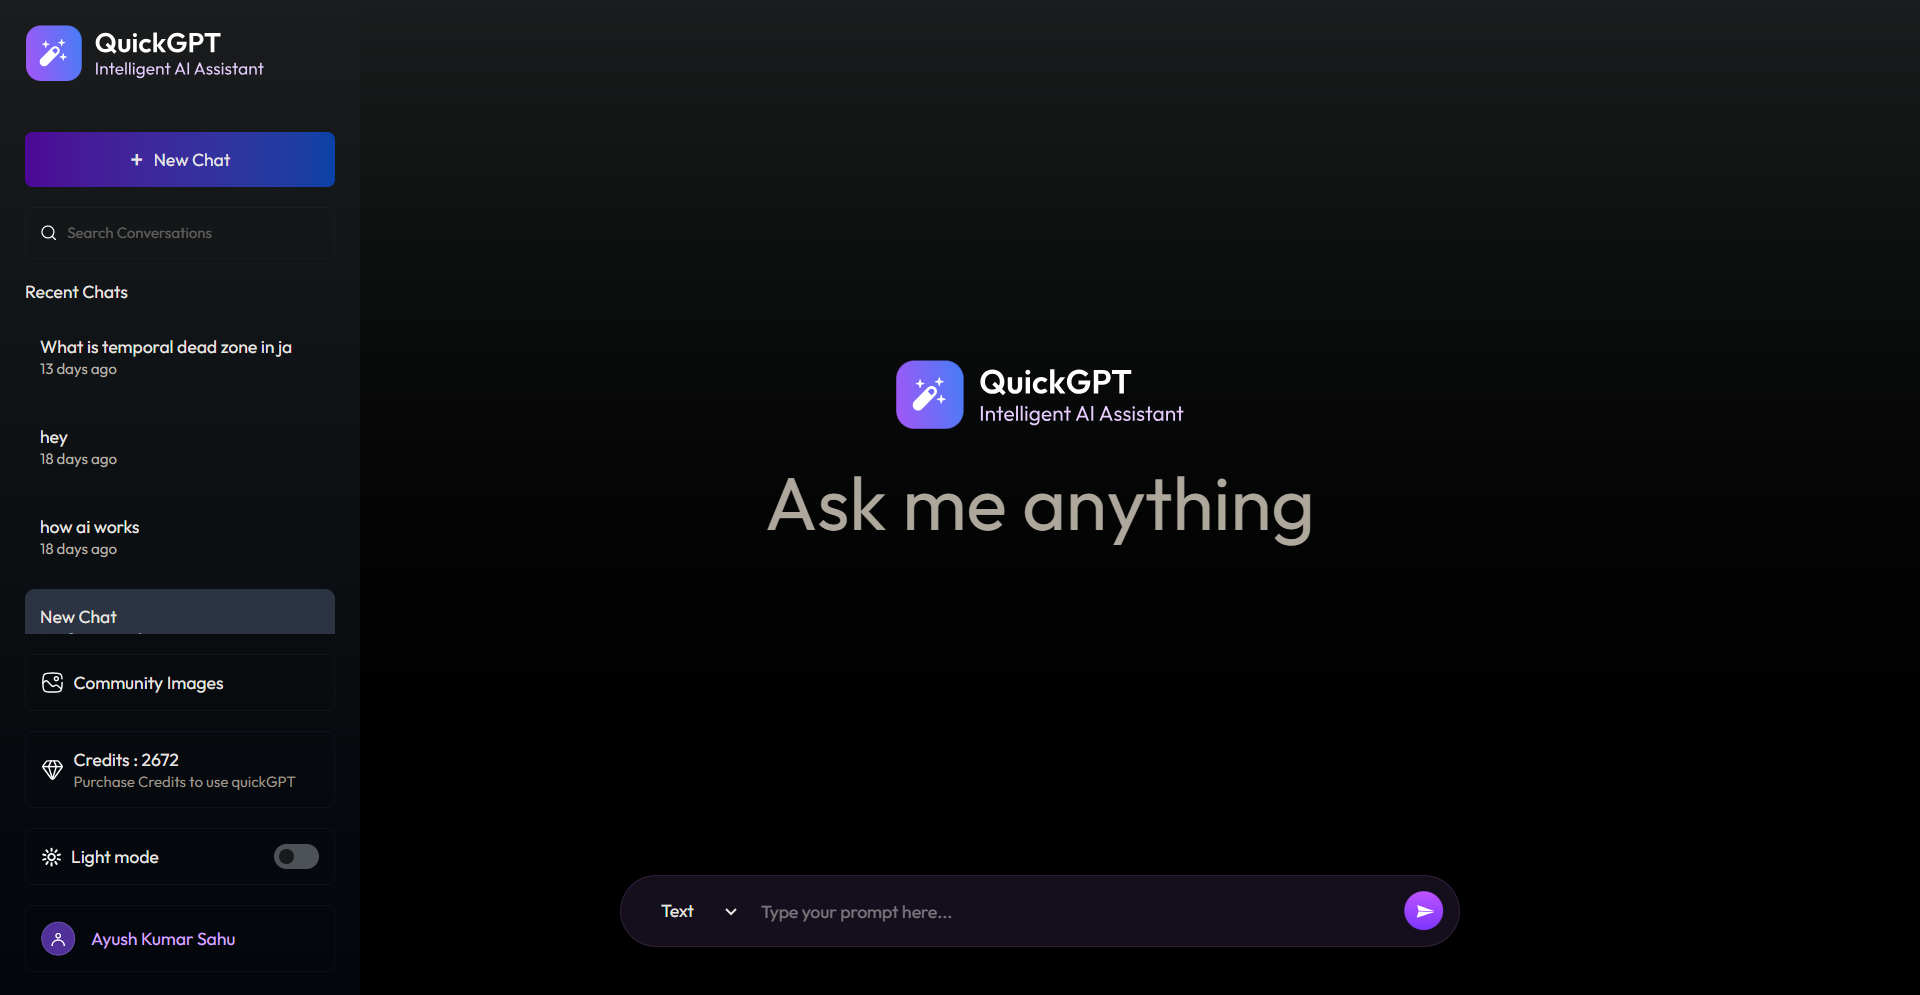 QuickGPT
Intelligent AI Assistant
+ New Chat
Search Conversations
Recent Chats
What is temporal dead zone in ja
13 days ago
hey
18 days ago
how ai works
18 days ago
New Chat
Community Images
Credits : 2672
Purchase Credits to use quickGPT
Light mode
Ayush Kumar Sahu
QuickGPT
Intelligent AI Assistant
Ask me anything
Text
Type your prompt here...